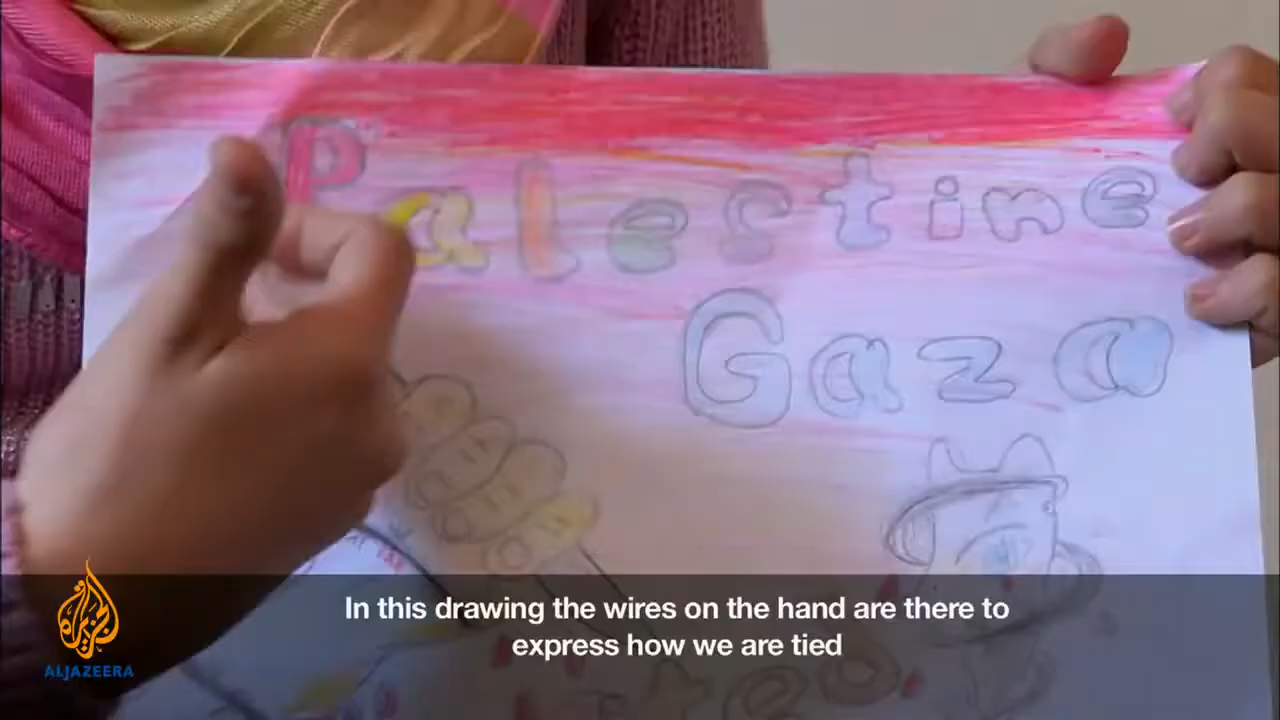 Palestine
Gaza
In this drawing the wires on the hand are there to
express how we are tied
ALJAZEERA